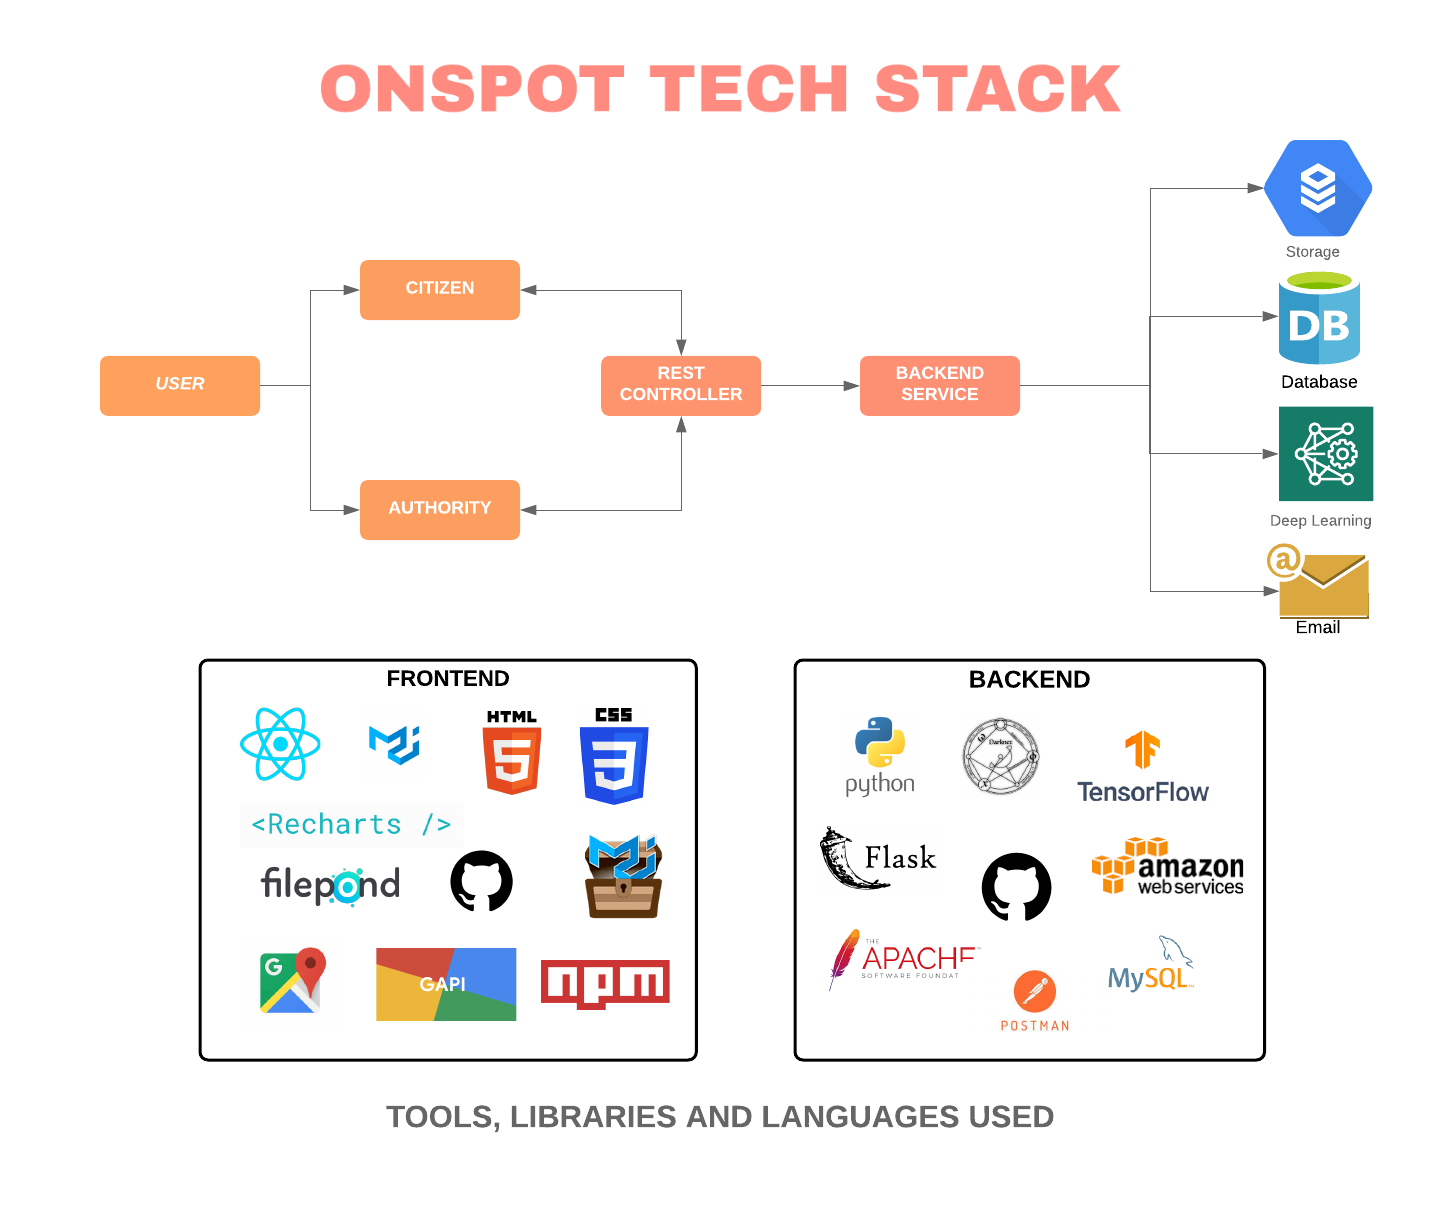 ONSPOT TECH STACK
Storage
CITIZEN
DB
USER
REST
CONTROLLER
BACKEND
SERVICE
Database
AUTHORITY
Deep Learning
@
Email
FRONTEND
HTML
5
CSS
3
<Recharts />
filepond
G
GAPI
npm
BACKEND
python
Darknet
TensorFlow
Flask
amazon
web services
THE
APACHE
SOFTWARE FOUNDAT
MySQL
POSTMAN
TOOLS, LIBRARIES AND LANGUAGES USED